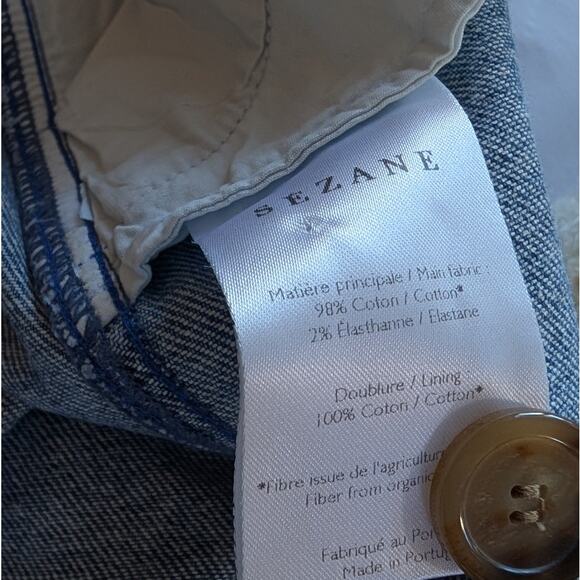 SEZANE
Matière principale / Main fabric :
98% Coton / Cotton*
2% Élasthanne / Elastane
Doublure / Lining :
100% Coton / Cotton*
*Fibre issue de l'agricultur
Fiber from organic
Fabriqué au Por
Made in Portug